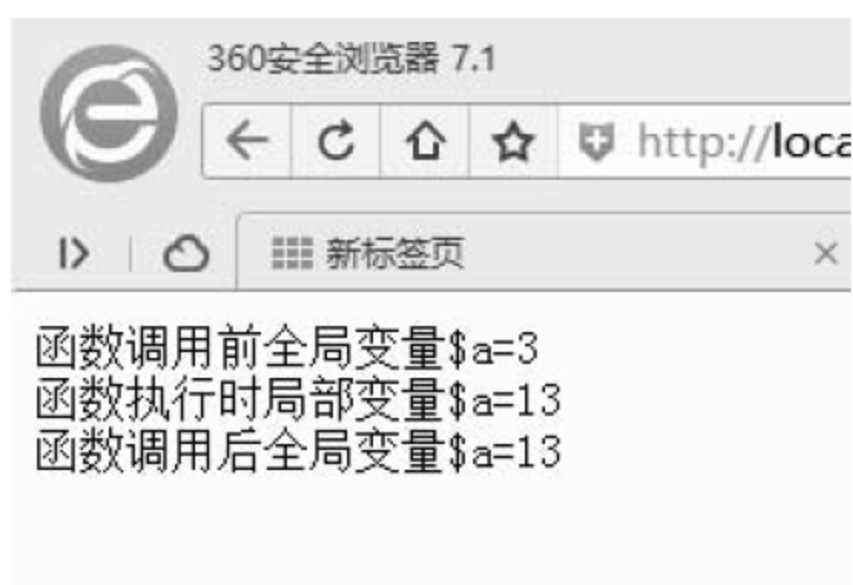 360安全浏览器 7.1
http://loca
新标签页
函数调用前全局变量$a=3
函数执行时局部变量$a=13
函数调用后全局变量$a=13